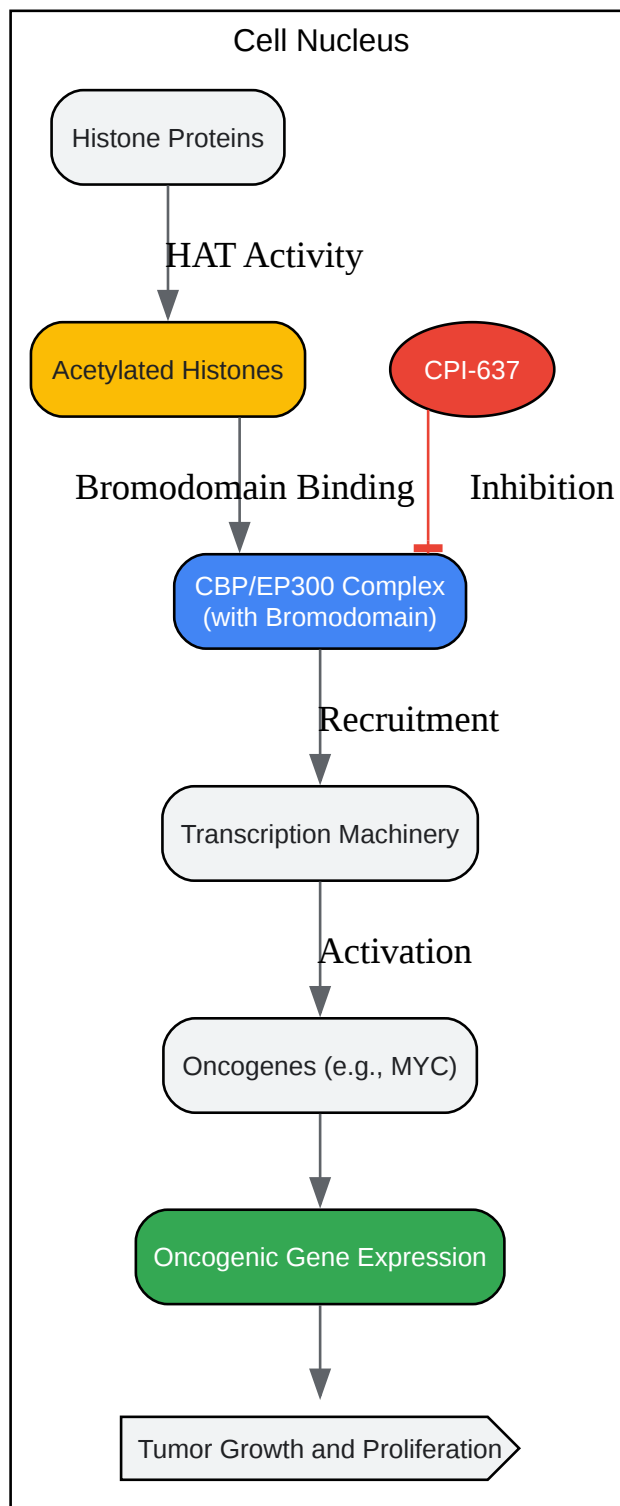 Cell Nucleus
Histone Proteins
HAT Activity
Acetylated Histones
CPI-637
Bromodomain Binding
Inhibition
CBP/EP300 Complex
(with Bromodomain)
Recruitment
Transcription Machinery
Activation
Oncogenes (e.g., MYC)
Oncogenic Gene Expression
Tumor Growth and Proliferation